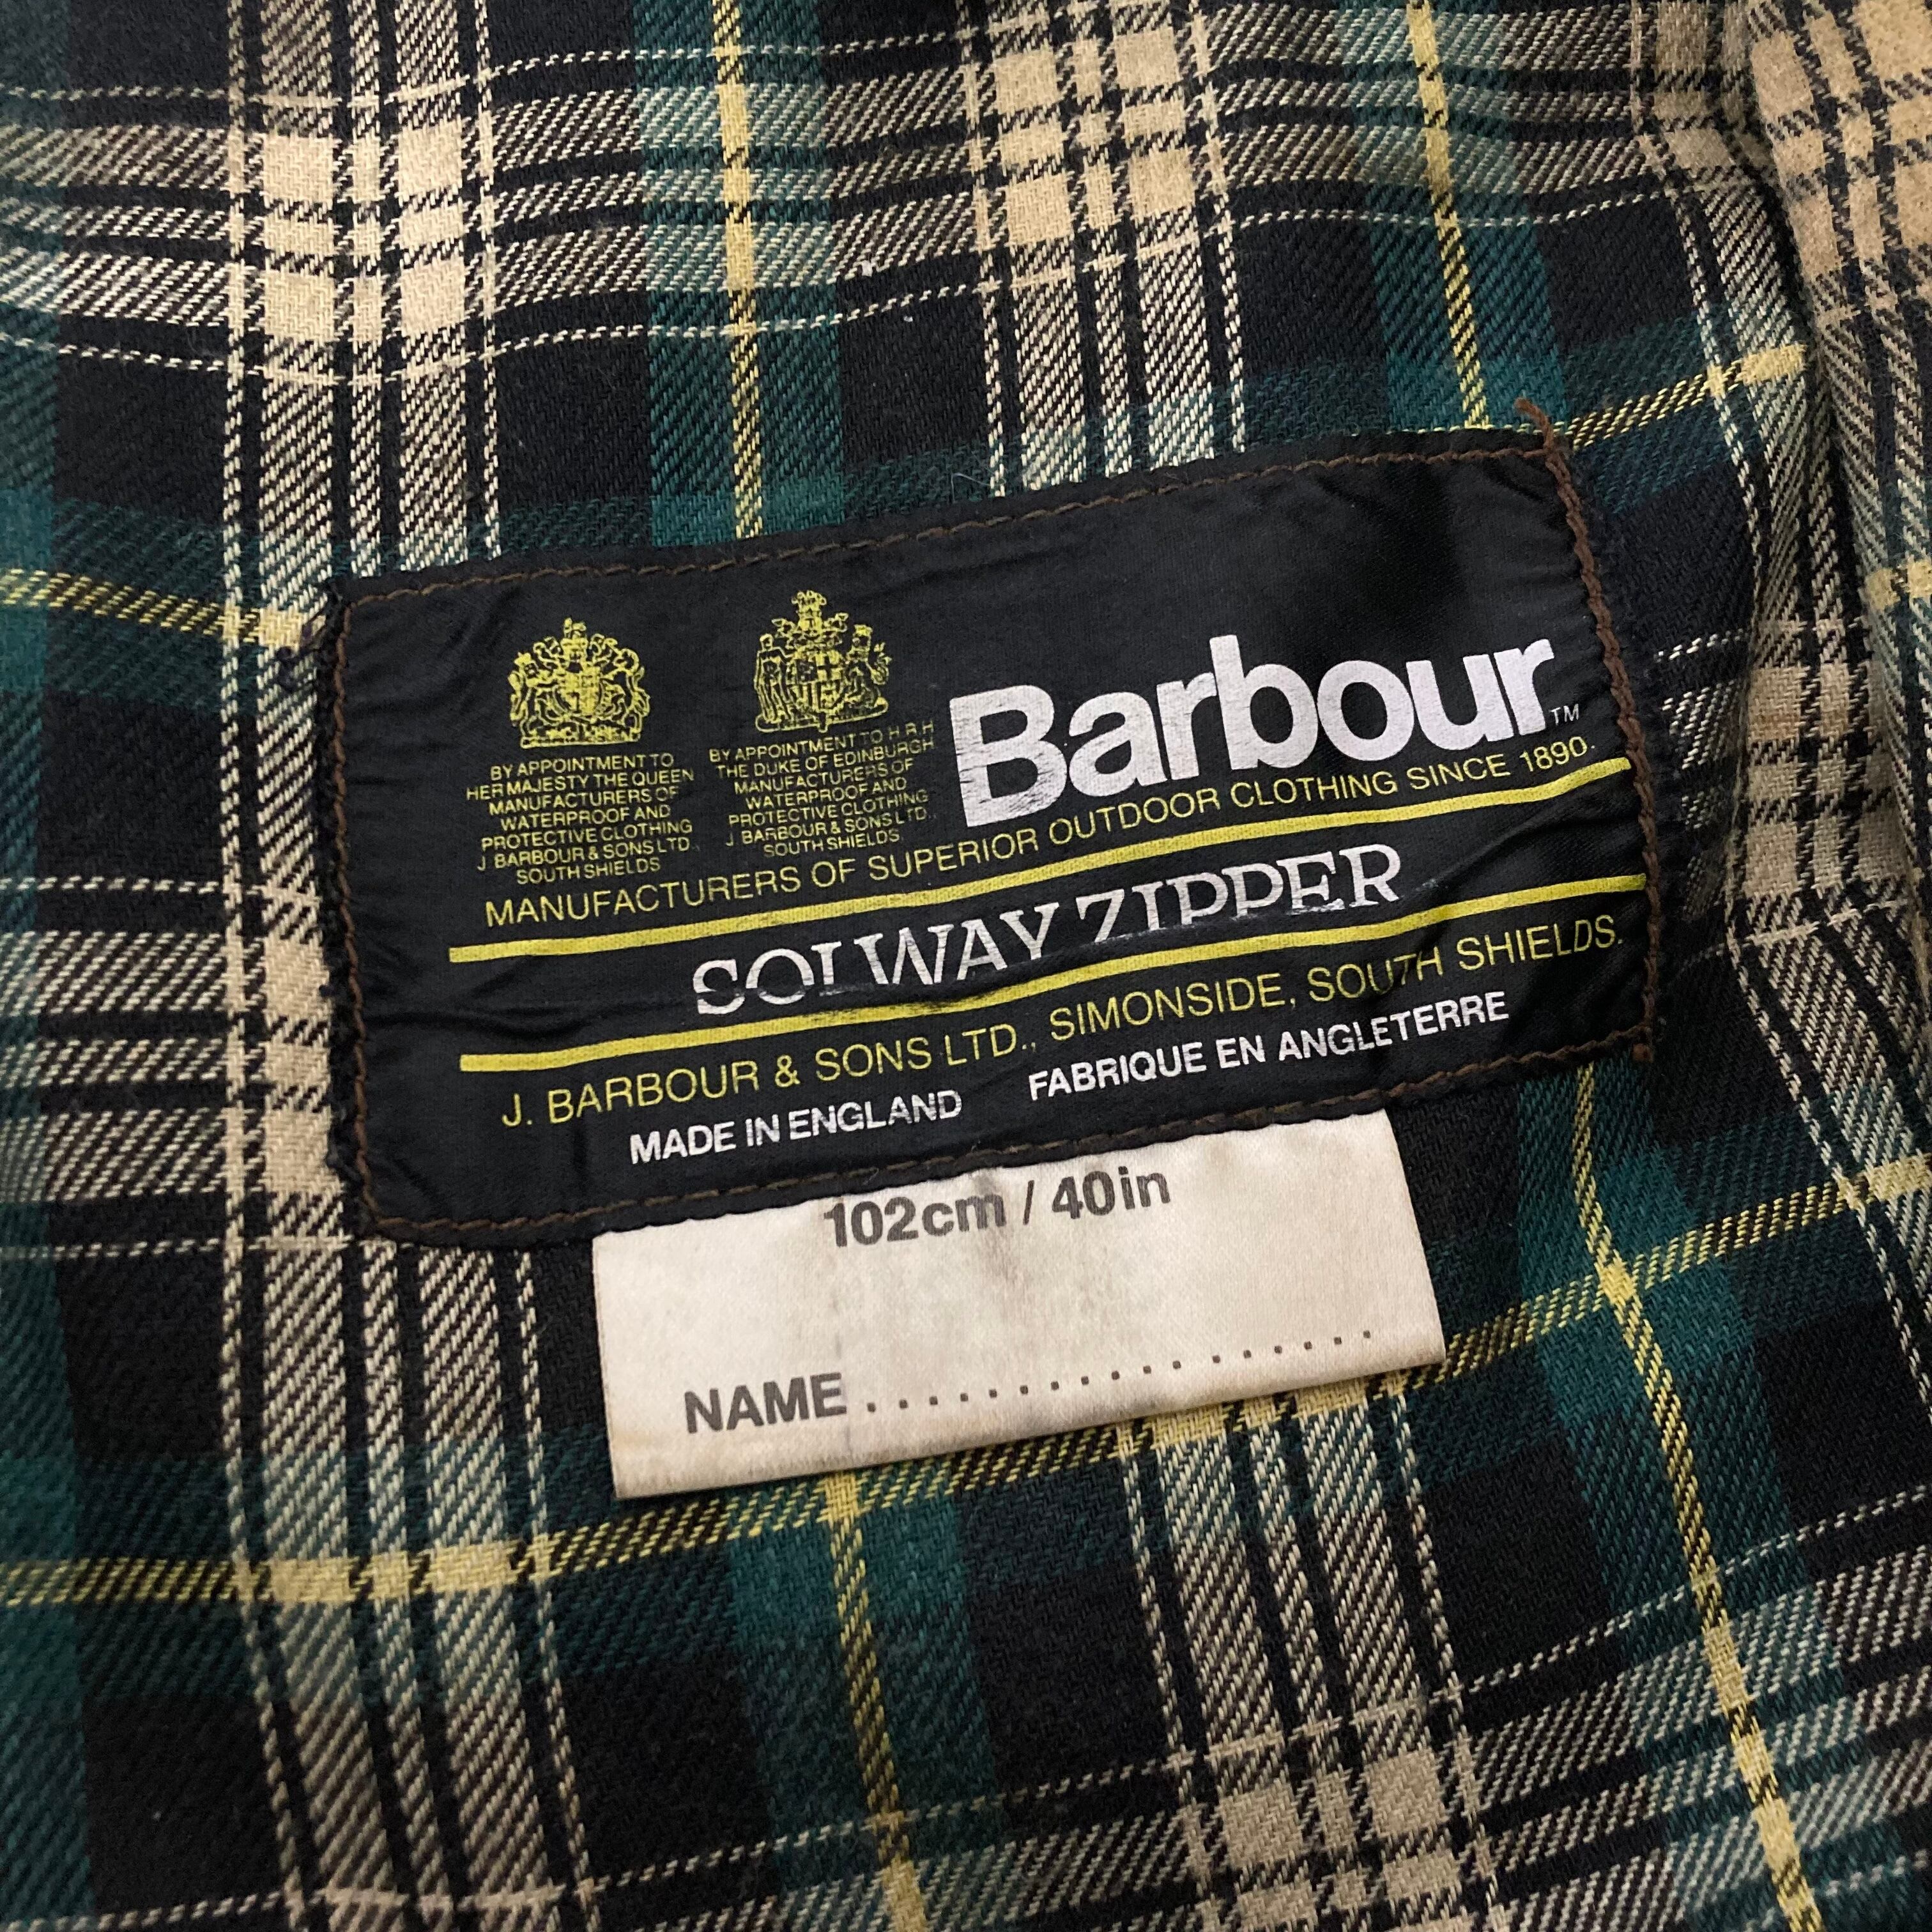 BY APPOINTMENT TO
HER MAJESTY THE QUEEN
MANUFACTURERS OF
WATERPROOF AND
PROTECTIVE CLOTHING
J BARBOUR & SONS LTD.,
SOUTH SHIELDS
BY APPOINTMENT TO H.R.H
THE DUKE OF EDINBURGH
MANUFACTURERS OF
WATERPROOF AND
PROTECTIVE CLOTHING
J BARBOUR & SONS LTD.,
SOUTH SHIELDS
Barbour™
MANUFACTURERS OF SUPERIOR OUTDOOR CLOTHING SINCE 1890.
SOLWAY ZIPPER
J. BARBOUR & SONS LTD., SIMONSIDE, SOUTH SHIELDS.
MADE IN ENGLAND FABRIQUE EN ANGLETERRE
102cm / 40in
NAME................